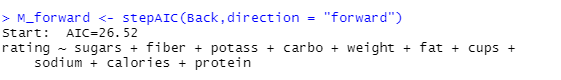 > M_forward <- stepAIC(Back,direction = "forward")
Start:  AIC=26.52
rating ~ sugars + fiber + potass + carbo + weight + fat + cups +
    sodium + calories + protein